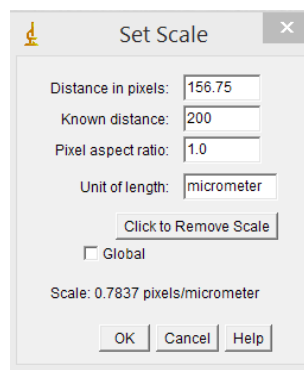 Set Scale
Distance in pixels: 156.75
Known distance: 200
Pixel aspect ratio: 1.0
Unit of length: micrometer
Click to Remove Scale
Global
Scale: 0.7837 pixels/micrometer
OK Cancel Help